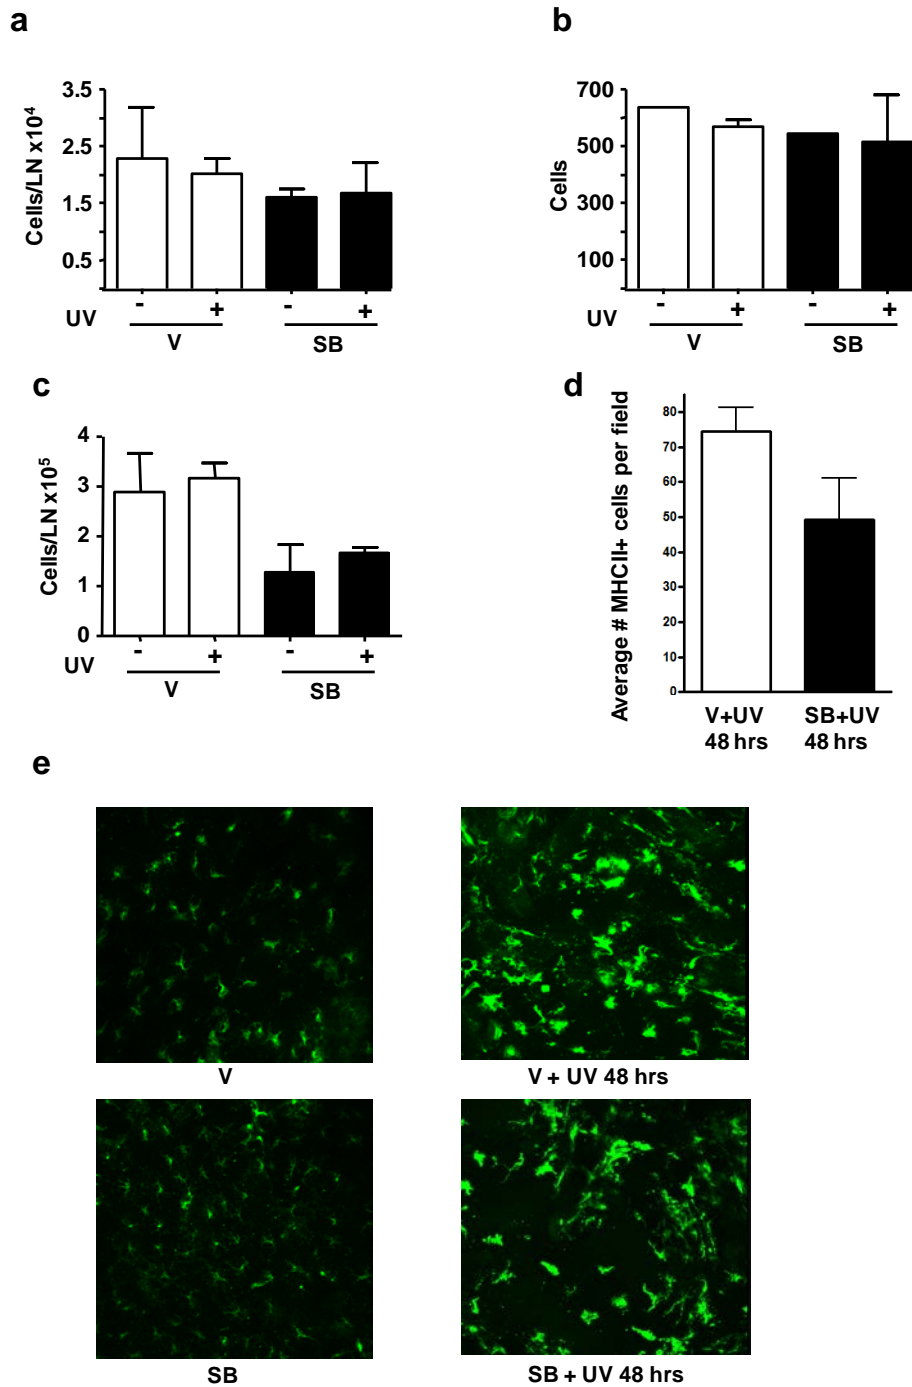 a
b
3.5
2.5
1.5
0.5
Cells/LN x10⁴
UV - + - +
V SB
700
500
300
100
Cells
UV - + - +
V SB
c
d
4
3
2
1
0
Cells/LN x10⁵
UV - + - +
V SB
80
70
60
50
40
30
20
10
0
Average # MHCII+ cells per field
V+UV SB+UV
48 hrs 48 hrs
e
V
V + UV 48 hrs
SB
SB + UV 48 hrs